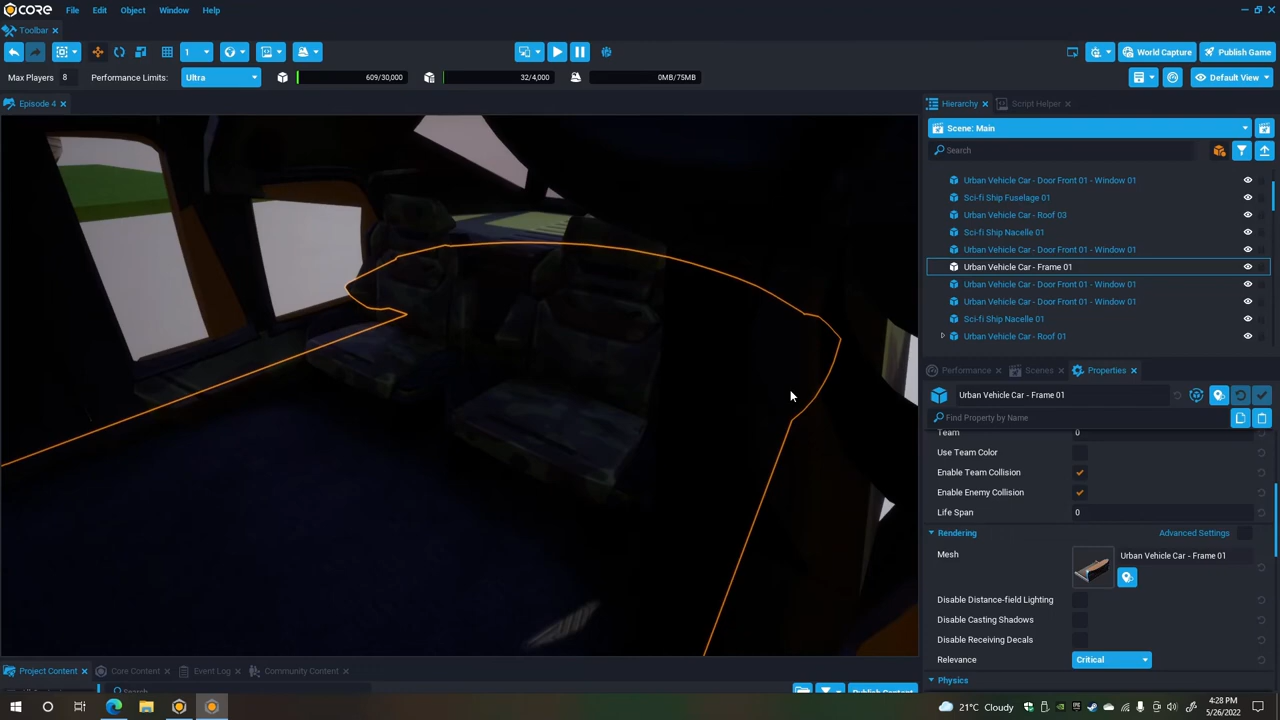 CORE File Edit Object Window Help
Toolbar
1
Max Players 8 Performance Limits: Ultra 609/30,000 32/4,000 0MB/75MB
World Capture Publish Game
Default View
Episode 4
Hierarchy Script Helper
Scene: Main
Search
Urban Vehicle Car - Door Front 01 - Window 01
Sci-fi Ship Fuselage 01
Urban Vehicle Car - Roof 03
Sci-fi Ship Nacelle 01
Urban Vehicle Car - Door Front 01 - Window 01
Urban Vehicle Car - Frame 01
Urban Vehicle Car - Door Front 01 - Window 01
Urban Vehicle Car - Door Front 01 - Window 01
Sci-fi Ship Nacelle 01
Urban Vehicle Car - Roof 01
Performance Scenes Properties
Urban Vehicle Car - Frame 01
Find Property by Name
Team 0
Use Team Color
Enable Team Collision
Enable Enemy Collision
Life Span 0
Rendering Advanced Settings
Mesh Urban Vehicle Car - Frame 01
Disable Distance-field Lighting
Disable Casting Shadows
Disable Receiving Decals
Relevance Critical
Physics
Project Content Core Content Event Log Community Content
Search Publish Content
21°C Cloudy 4:28 PM
5/26/2022